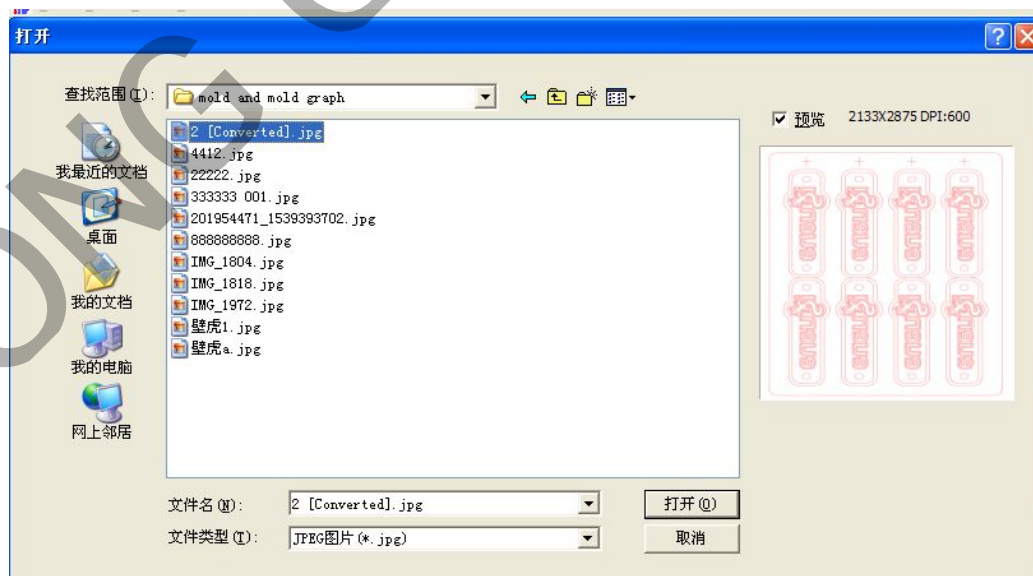 打开
查找范围(I):
mold and mold graph
预览
2133X2875 DPI:600
2 [Converted].jpg
4412.jpg
22222.jpg
333333 001.jpg
201954471_1539393702.jpg
888888888.jpg
IMG_1804.jpg
IMG_1818.jpg
IMG_1972.jpg
壁虎1.jpg
壁虎a.jpg
我最近的文档
桌面
我的文档
我的电脑
网上邻居
文件名(N):
2 [Converted].jpg
打开(O)
文件类型(T):
JPEG图片(*.jpg)
取消